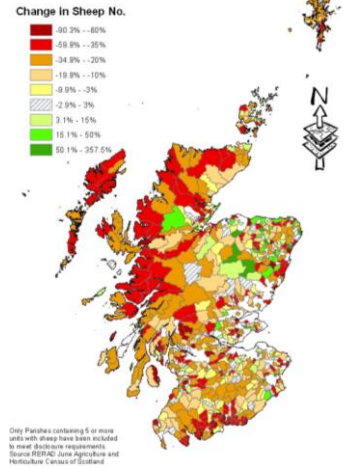 Change in Sheep No.
-90.3% - -60%
-59.9% - -35%
-34.9% - -20%
-19.9% - -10%
-9.9% - -3%
-2.9% - 3%
3.1% - 15%
15.1% - 50%
50.1% - 357.5%
N
Only Parishes containing 5 or more
units with sheep have been included
to meet disclosure requirements.
Source RERAD June Agriculture and
Horticulture Census of Scotland